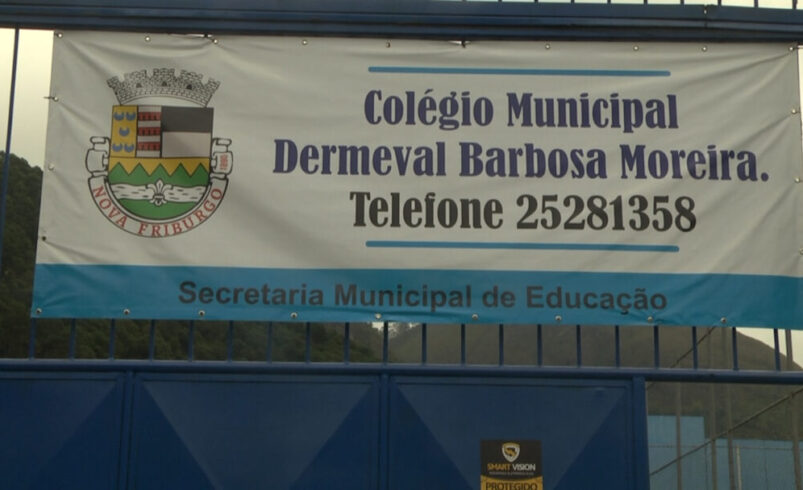 Colégio Municipal
Dermeval Barbosa Moreira.
Telefone 25281358
NOVA FRIBURGO
Secretaria Municipal de Educação
SMART VISION
PROTEGIDO